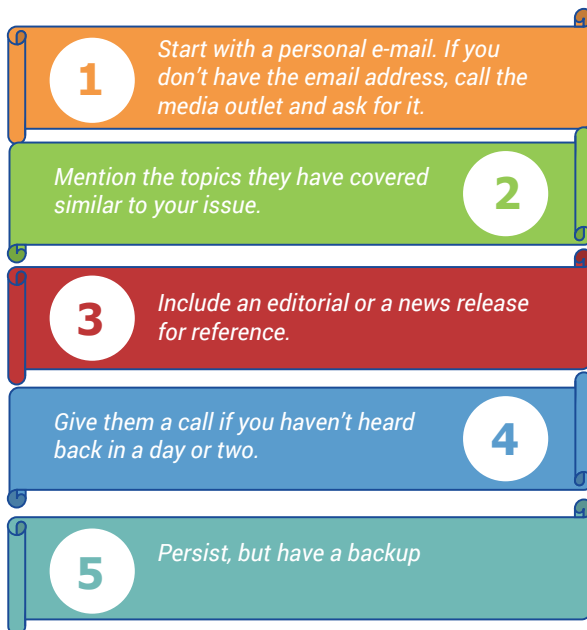 1
Start with a personal e-mail. If you
don't have the email address, call the
media outlet and ask for it.
Mention the topics they have covered
similar to your issue.
2
3
Include an editorial or a news release
for reference.
Give them a call if you haven't heard
back in a day or two.
4
5
Persist, but have a backup